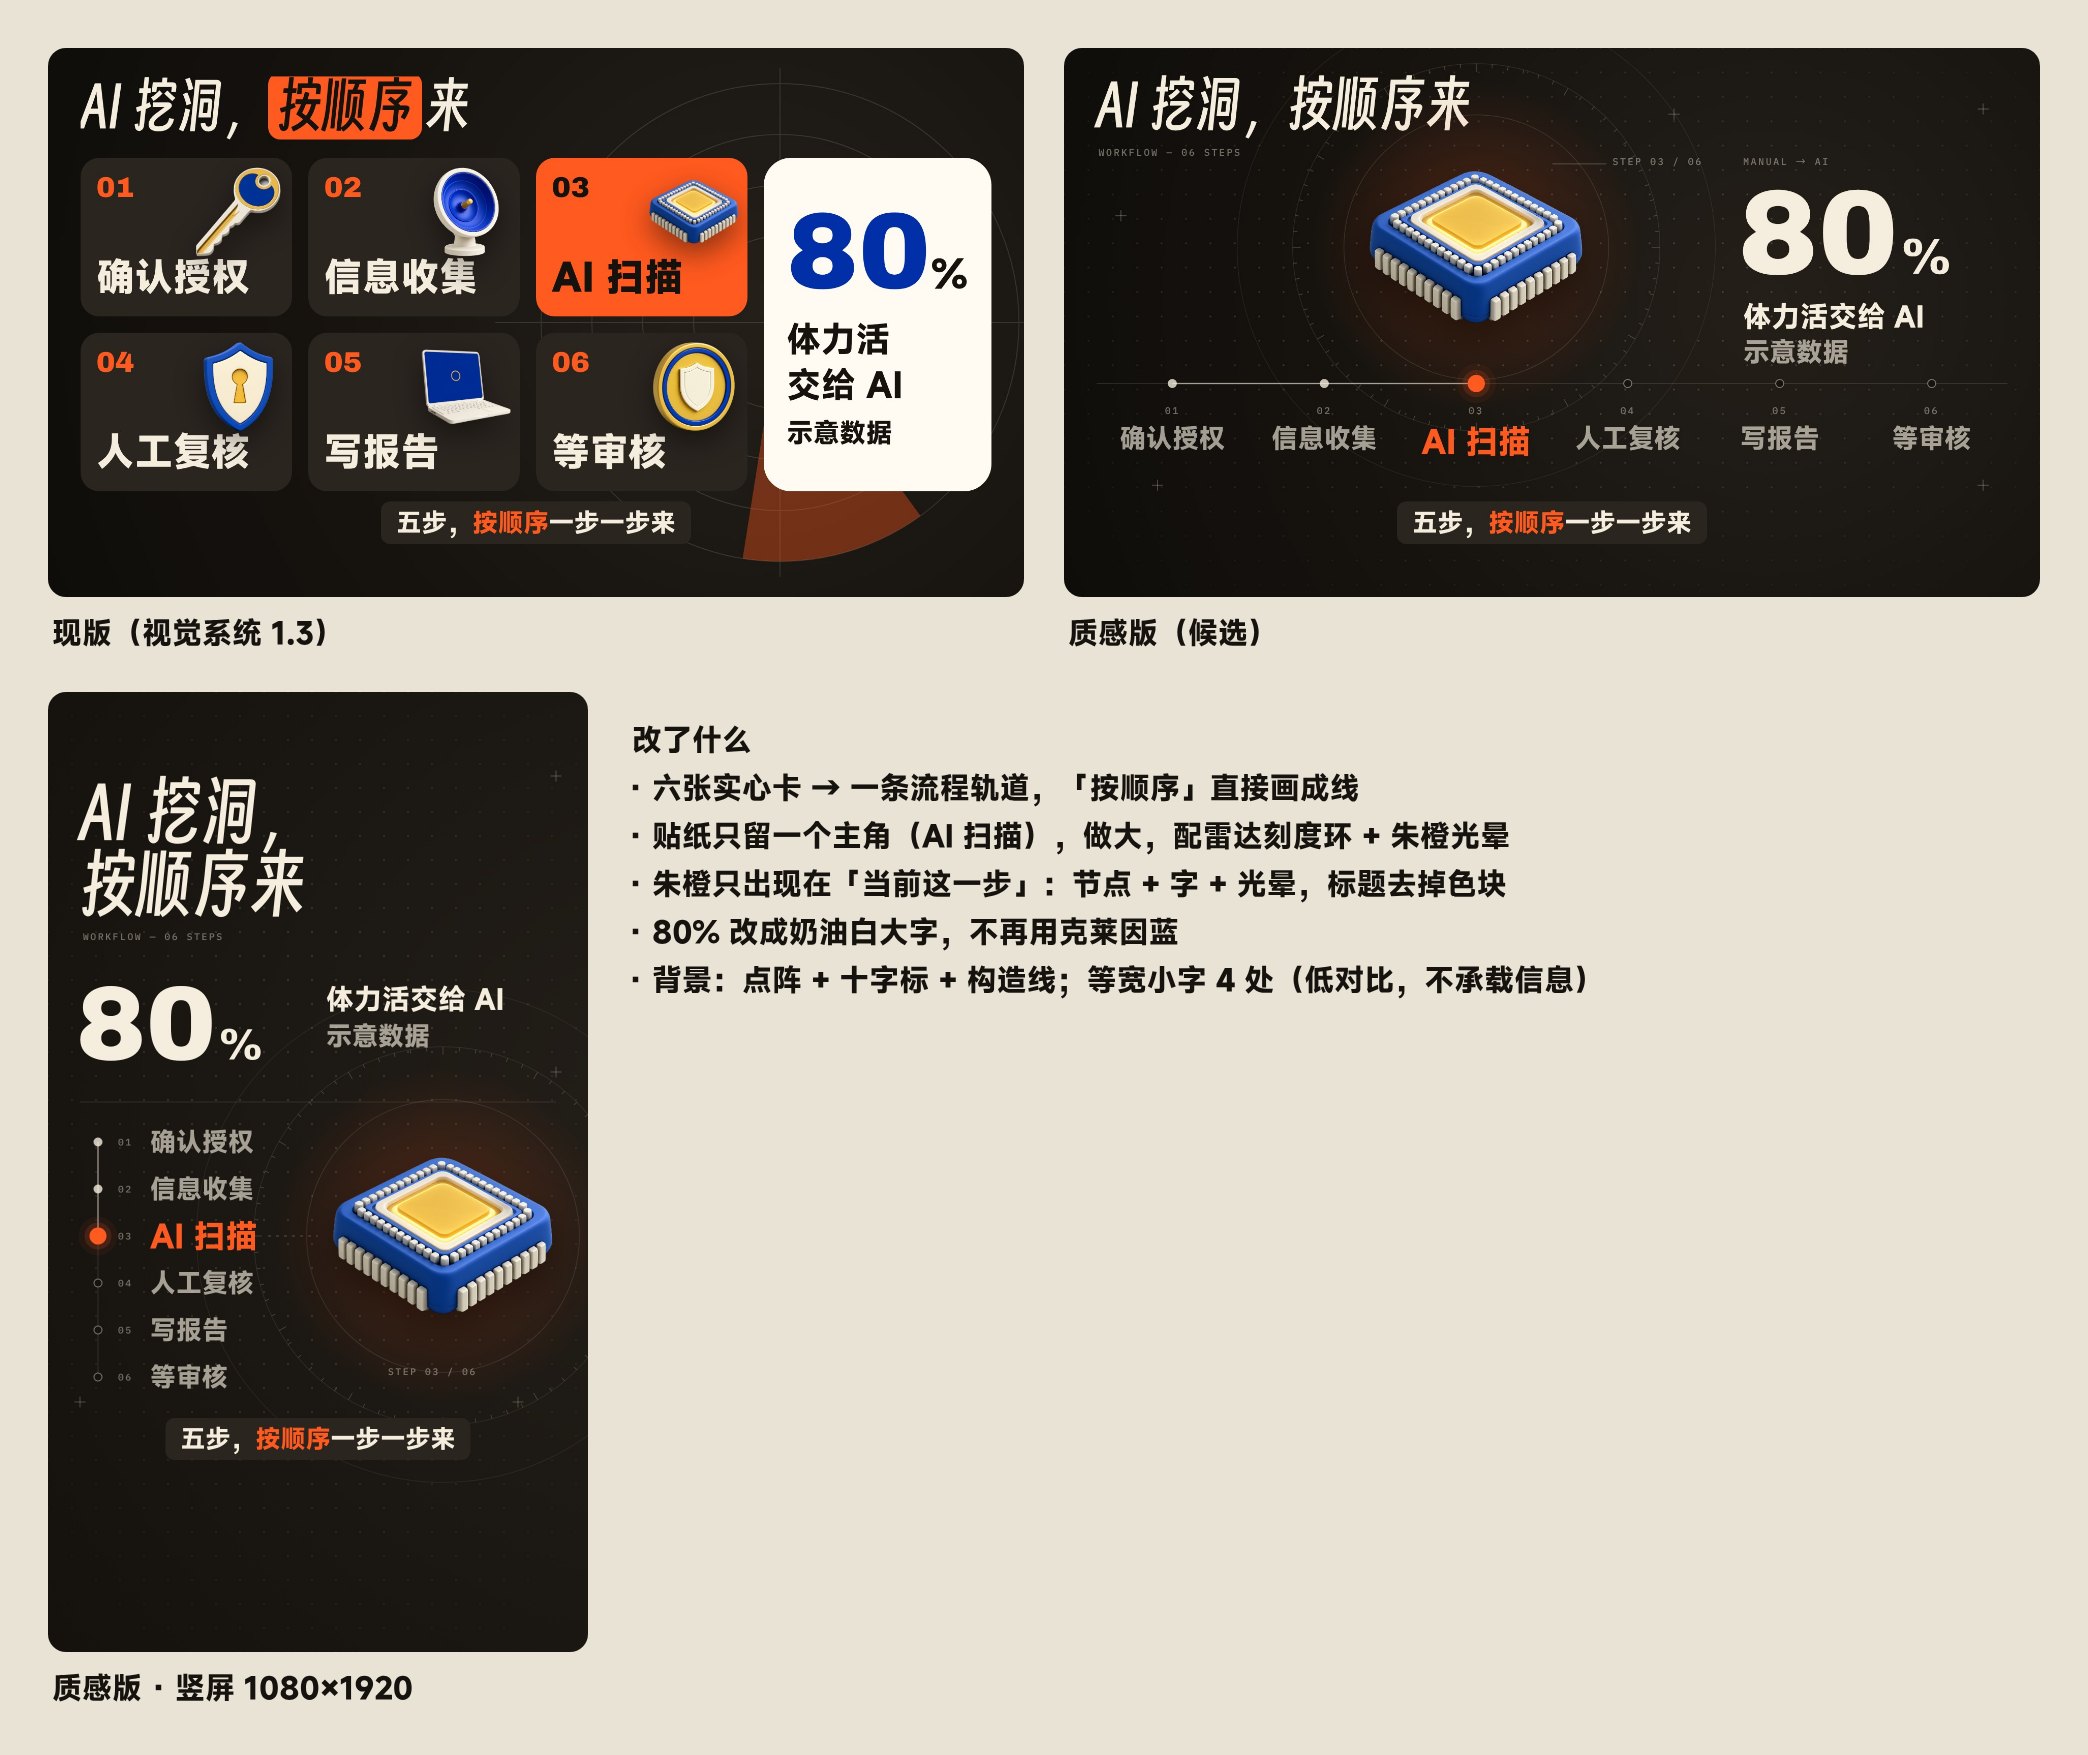 AI 挖洞，按顺序来
01
确认授权
02
信息收集
03
AI 扫描
04
人工复核
05
写报告
06
等审核
80%
体力活
交给 AI
示意数据
五步，按顺序一步一步来
现版（视觉系统 1.3）
AI 挖洞，按顺序来
WORKFLOW — 06 STEPS
STEP 03 / 06
MANUAL → AI
80%
体力活交给 AI
示意数据
01
02
03
04
05
06
确认授权
信息收集
AI 扫描
人工复核
写报告
等审核
五步，按顺序一步一步来
质感版（候选）
AI 挖洞，
按顺序来
WORKFLOW — 06 STEPS
80%
体力活交给 AI
示意数据
01 确认授权
02 信息收集
03 AI 扫描
04 人工复核
05 写报告
06 等审核
STEP 03 / 06
五步，按顺序一步一步来
质感版 · 竖屏 1080×1920
改了什么
· 六张实心卡 → 一条流程轨道，「按顺序」直接画成线
· 贴纸只留一个主角（AI 扫描），做大，配雷达刻度环 + 朱橙光晕
· 朱橙只出现在「当前这一步」：节点 + 字 + 光晕，标题去掉色块
· 80% 改成奶油白大字，不再用克莱因蓝
· 背景：点阵 + 十字标 + 构造线；等宽小字 4 处（低对比，不承载信息）